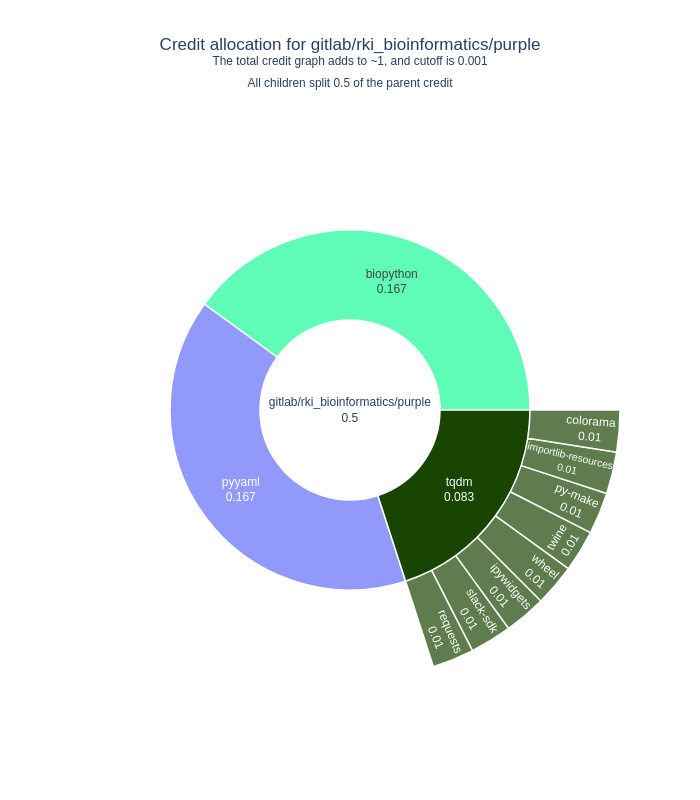 Credit allocation for gitlab/rki_bioinformatics/purple
The total credit graph adds to ~1, and cutoff is 0.001
All children split 0.5 of the parent credit
biopython
0.167
gitlab/rki_bioinformatics/purple
0.5
pyyaml
0.167
tqdm
0.083
colorama
0.01
importlib-resources
0.01
py-make
0.01
twine
0.01
wheel
0.01
ipywidgets
0.01
slack-sdk
0.01
requests
0.01